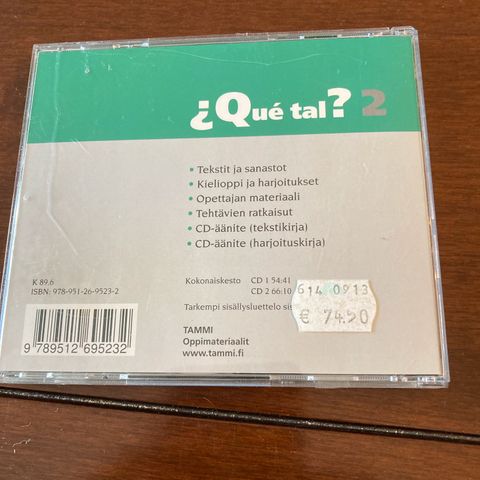 ¿Qué tal? 2
• Tekstit ja sanastot
• Kielioppi ja harjoitukset
• Opettajan materiaali
• Tehtävien ratkaisut
• CD-äänite (tekstikirja)
• CD-äänite (harjoituskirja)
K 89.6
ISBN: 978-951-26-9523-2
Kokonaiskesto CD 1 54:41
CD 2 66:10
614 0913
€ 74.90
Tarkempi sisällysluettelo sis
TAMMI
Oppimateriaalit
www.tammi.fi
9 789512 695232